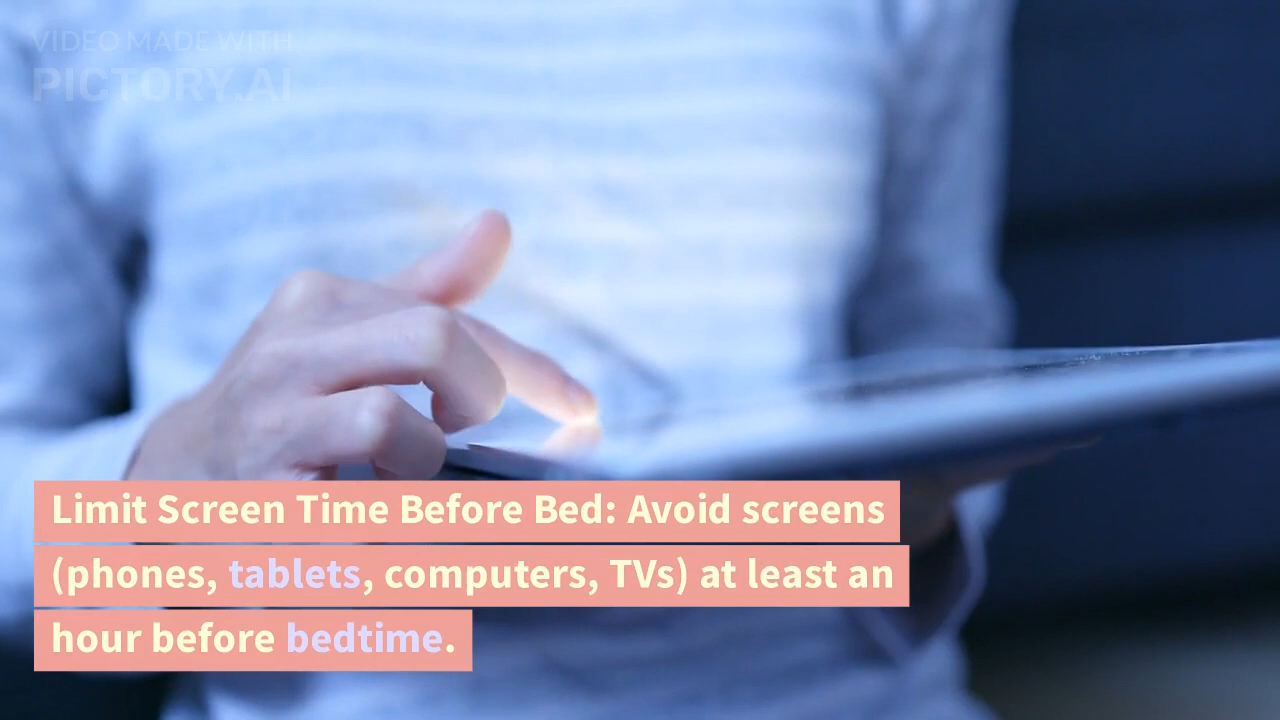 VIDEO MADE WITH
PICTORY.AI
Limit Screen Time Before Bed: Avoid screens
(phones, tablets, computers, TVs) at least an
hour before bedtime.